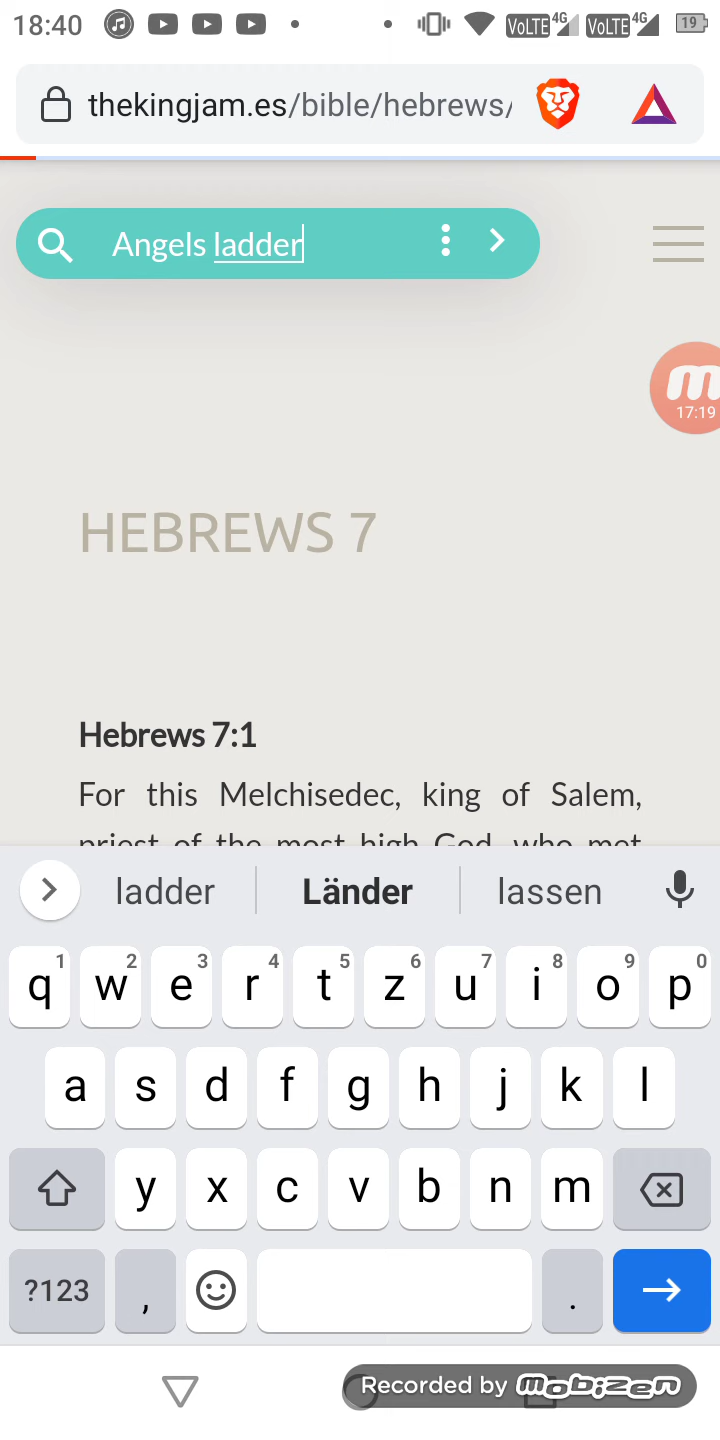 18:40 VoLTE 4G VoLTE 4G 19
thekingjam.es/bible/hebrews/
Angels ladder
17:19
HEBREWS 7
Hebrews 7:1
For this Melchisedec, king of Salem,
priest of the most high God, who met
ladder Länder lassen
q1 w2 e3 r4 t5 z6 u7 i8 o9 p0
a s d f g h j k l
y x c v b n m
?123 , .
Recorded by mobizen